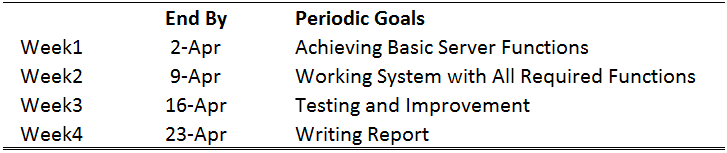 End By Periodic Goals
Week1 2-Apr Achieving Basic Server Functions
Week2 9-Apr Working System with All Required Functions
Week3 16-Apr Testing and Improvement
Week4 23-Apr Writing Report